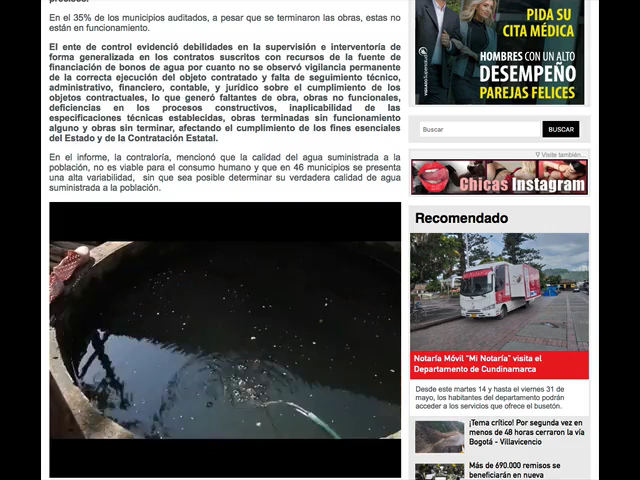 precisos.
En el 35% de los municipios auditados, a pesar que se terminaron las obras, estas no
están en funcionamiento.
El ente de control evidenció debilidades en la supervisión e interventoría de
forma generalizada en los contratos suscritos con recursos de la fuente de
financiación de bonos de agua por cuanto no se observó vigilancia permanente
de la correcta ejecución del objeto contratado y falta de seguimiento técnico,
administrativo, financiero, contable, y jurídico sobre el cumplimiento de los
objetos contractuales, lo que generó faltantes de obra, obras no funcionales,
deficiencias en los procesos constructivos, inaplicabilidad de las
especificaciones técnicas establecidas, obras terminadas sin funcionamiento
alguno y obras sin terminar, afectando el cumplimiento de los fines esenciales
del Estado y de la Contratación Estatal.
En el informe, la contraloría, mencionó que la calidad del agua suministrada a la
población, no es viable para el consumo humano y que en 46 municipios se presenta
una alta variabilidad, sin que sea posible determinar su verdadera calidad de agua
suministrada a la población.
PIDA SU
CITA MÉDICA
HOMBRES CON UN ALTO
DESEMPEÑO
PAREJAS FELICES
Buscar
BUSCAR
Visite también...
Chicas Instagram
Recomendado
Notaría Móvil "Mi Notaría" visita el
Departamento de Cundinamarca
Desde este martes 14 y hasta el viernes 31 de
mayo, los habitantes del departamento podrán
acceder a los servicios que ofrece el busetón.
¡Tema crítico! Por segunda vez en
menos de 48 horas cerraron la vía
Bogotá - Villavicencio
Más de 690.000 remisos se
beneficiarán en nueva